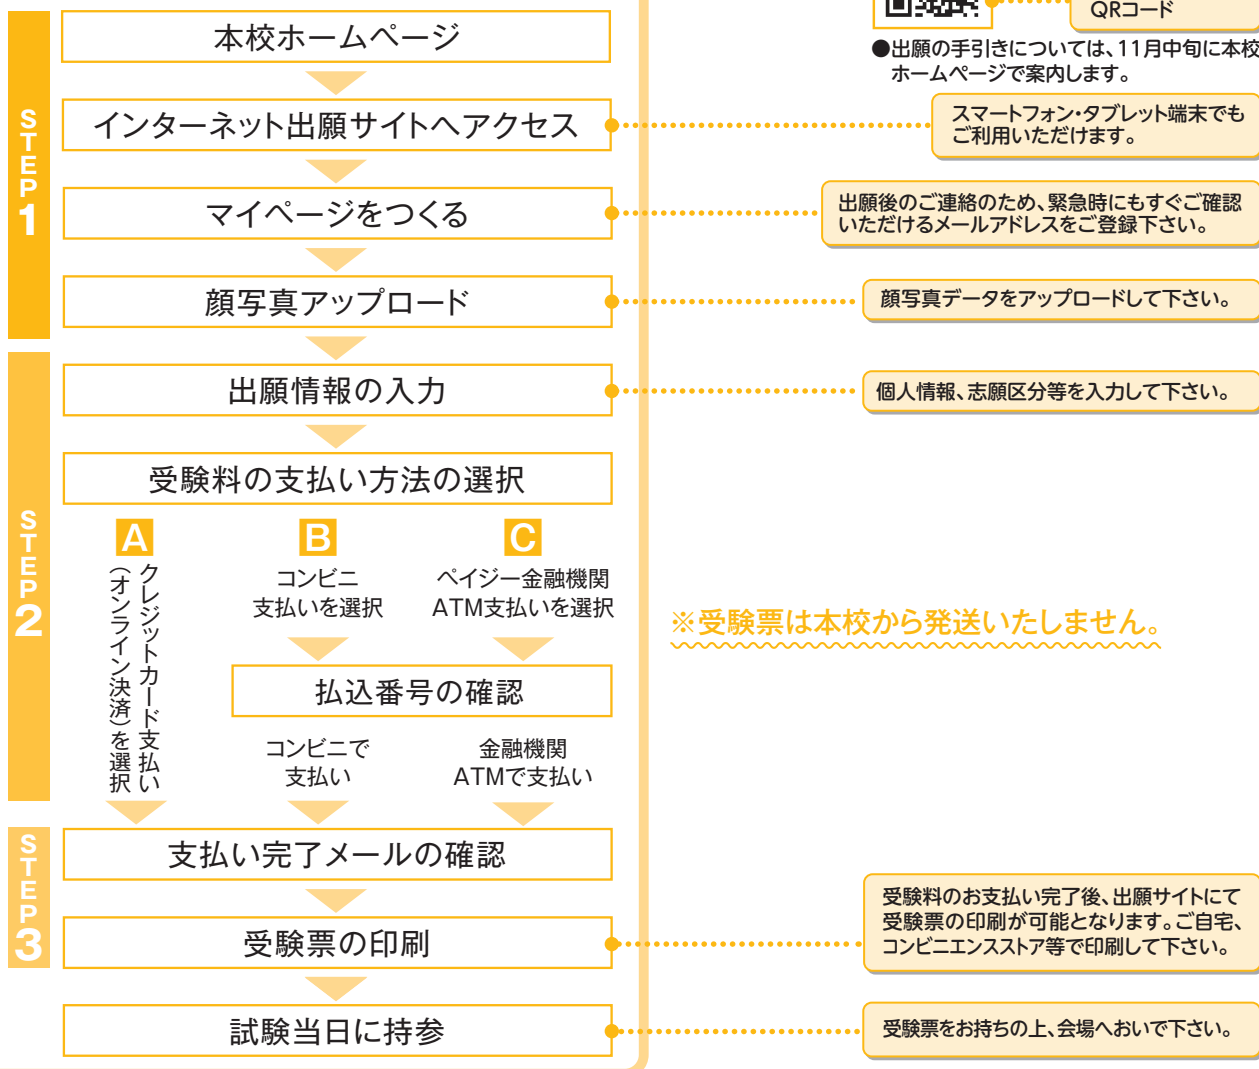 STEP1
本校ホームページ
QRコード
●出願の手引きについては、11月中旬に本校
ホームページで案内します。
インターネット出願サイトへアクセス
スマートフォン・タブレット端末でも
ご利用いただけます。
マイページをつくる
出願後のご連絡のため、緊急時にもすぐご確認
いただけるメールアドレスをご登録下さい。
顔写真アップロード
顔写真データをアップロードして下さい。
STEP2
出願情報の入力
個人情報、志願区分等を入力して下さい。
受験料の支払い方法の選択
A
クレジットカード支払い
(オンライン決済)を選択
B
コンビニ
支払いを選択
C
ペイジー金融機関
ATM支払いを選択
払込番号の確認
コンビニで
支払い
金融機関
ATMで支払い
※受験票は本校から発送いたしません。
STEP3
支払い完了メールの確認
受験票の印刷
受験料のお支払い完了後、出願サイトにて
受験票の印刷が可能となります。ご自宅、
コンビニエンスストア等で印刷して下さい。
試験当日に持参
受験票をお持ちの上、会場へおいで下さい。